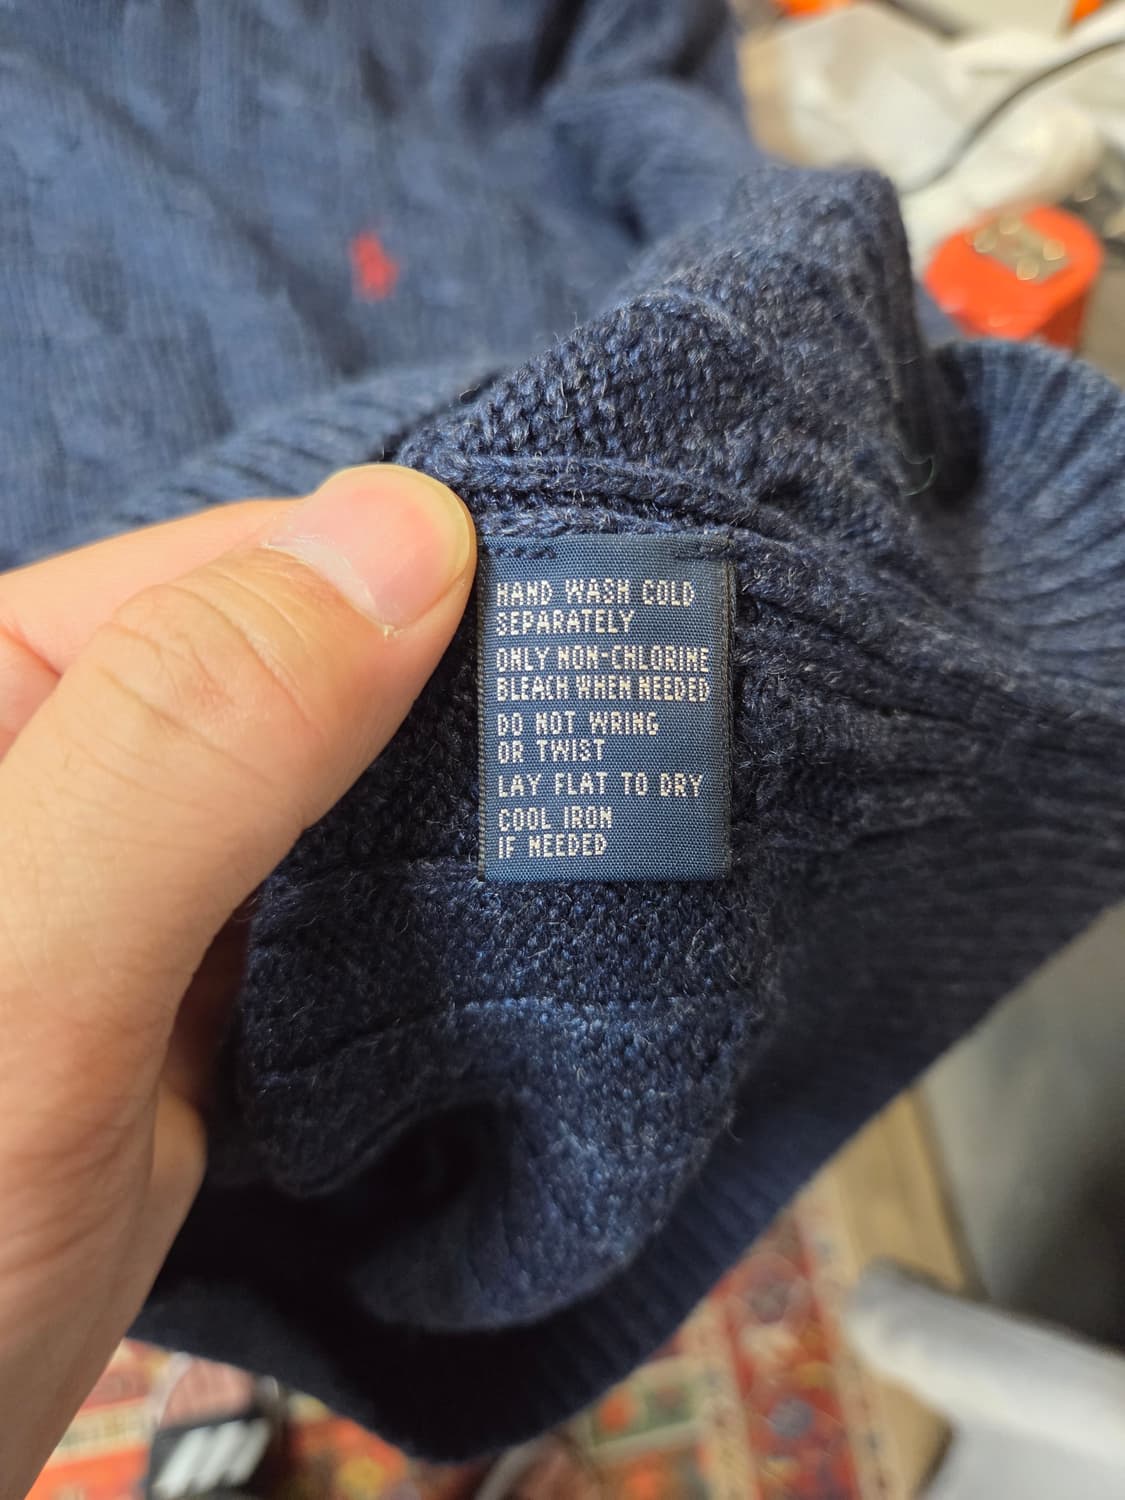 HAND WASH COLD
SEPARATELY
ONLY NON-CHLORINE
BLEACH WHEN NEEDED
DO NOT WRING
OR TWIST
LAY FLAT TO DRY
COOL IRON
IF NEEDED